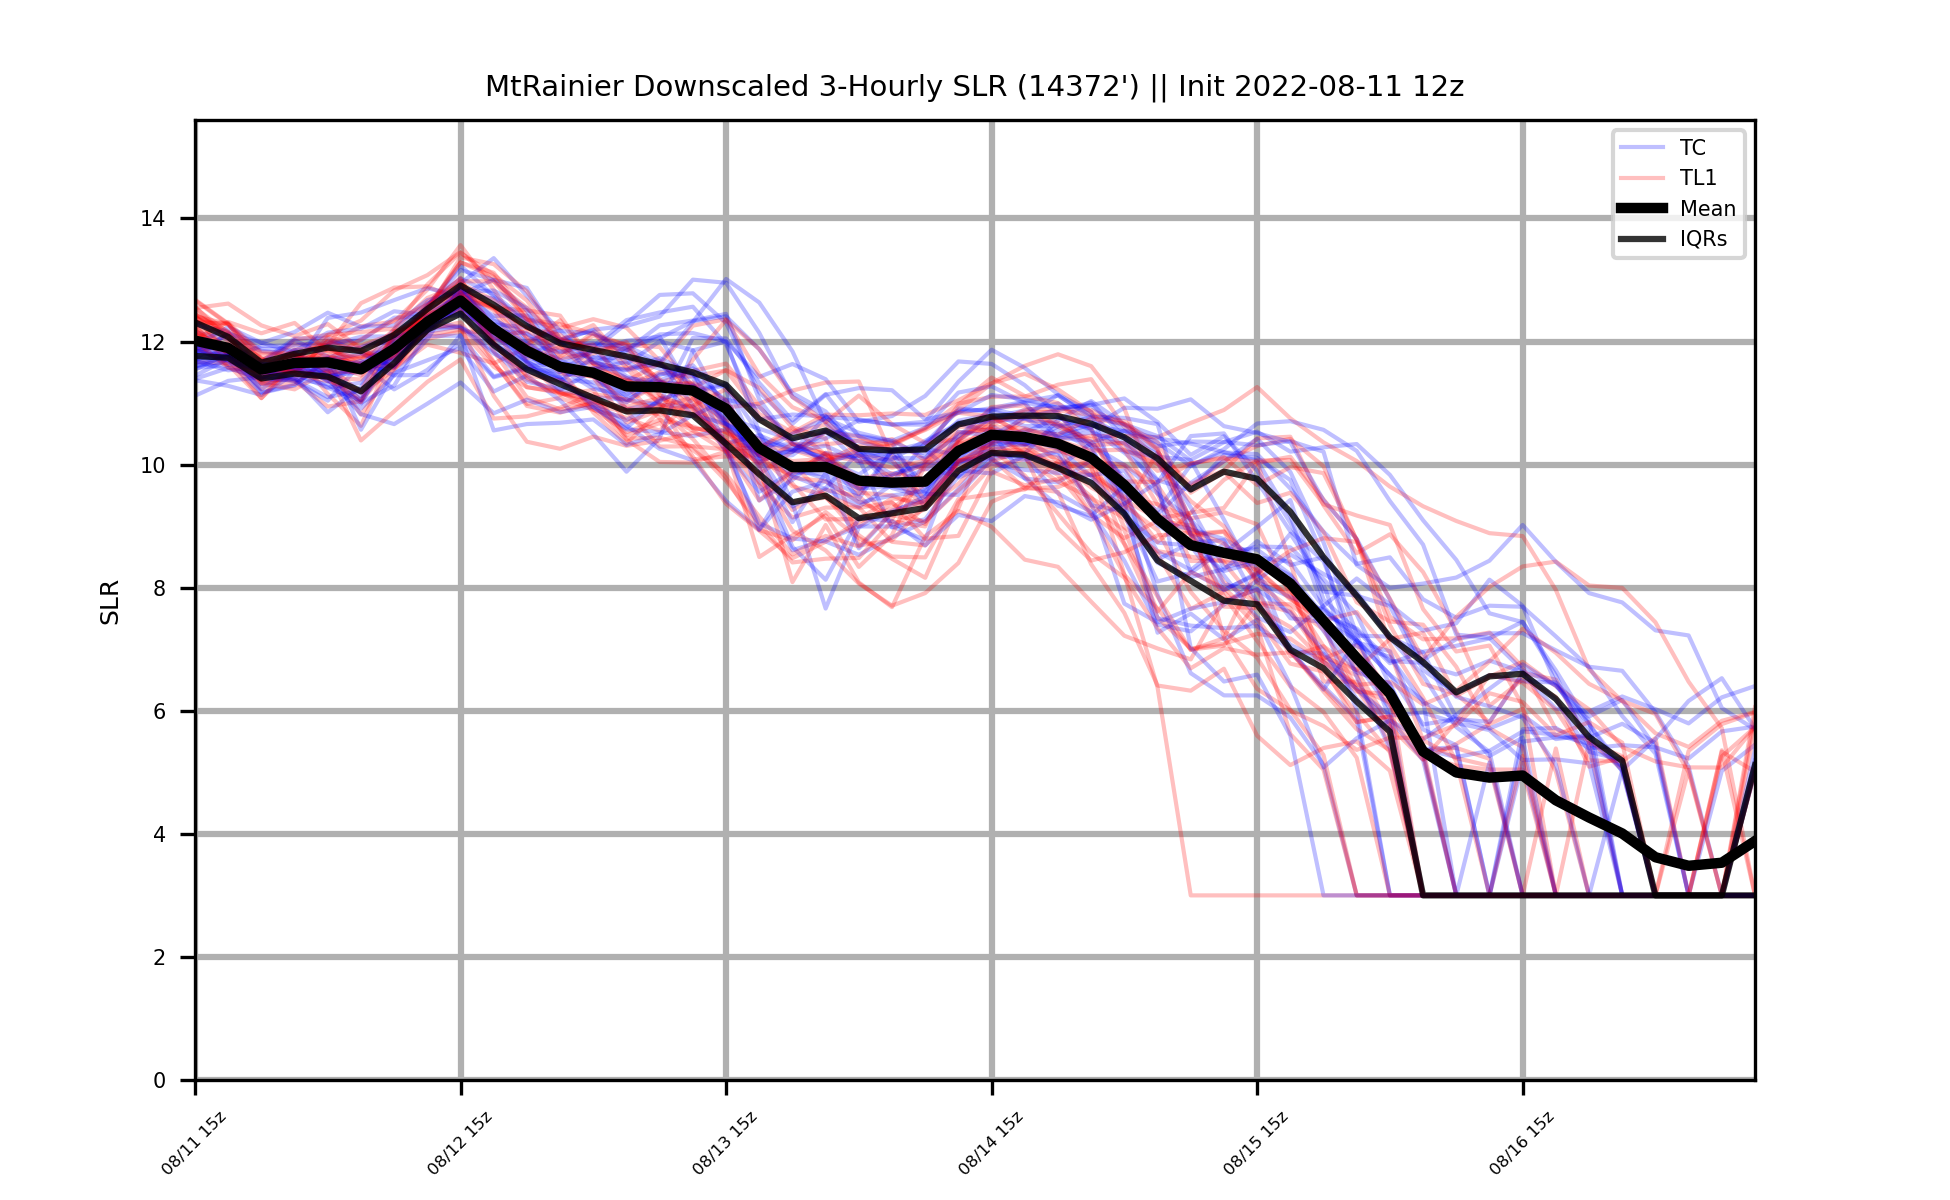 MtRainier Downscaled 3-Hourly SLR (14372') || Init 2022-08-11 12z
TC
TL1
Mean
IQRs
SLR
14
12
10
8
6
4
2
0
08/11 15z
08/12 15z
08/13 15z
08/14 15z
08/15 15z
08/16 15z